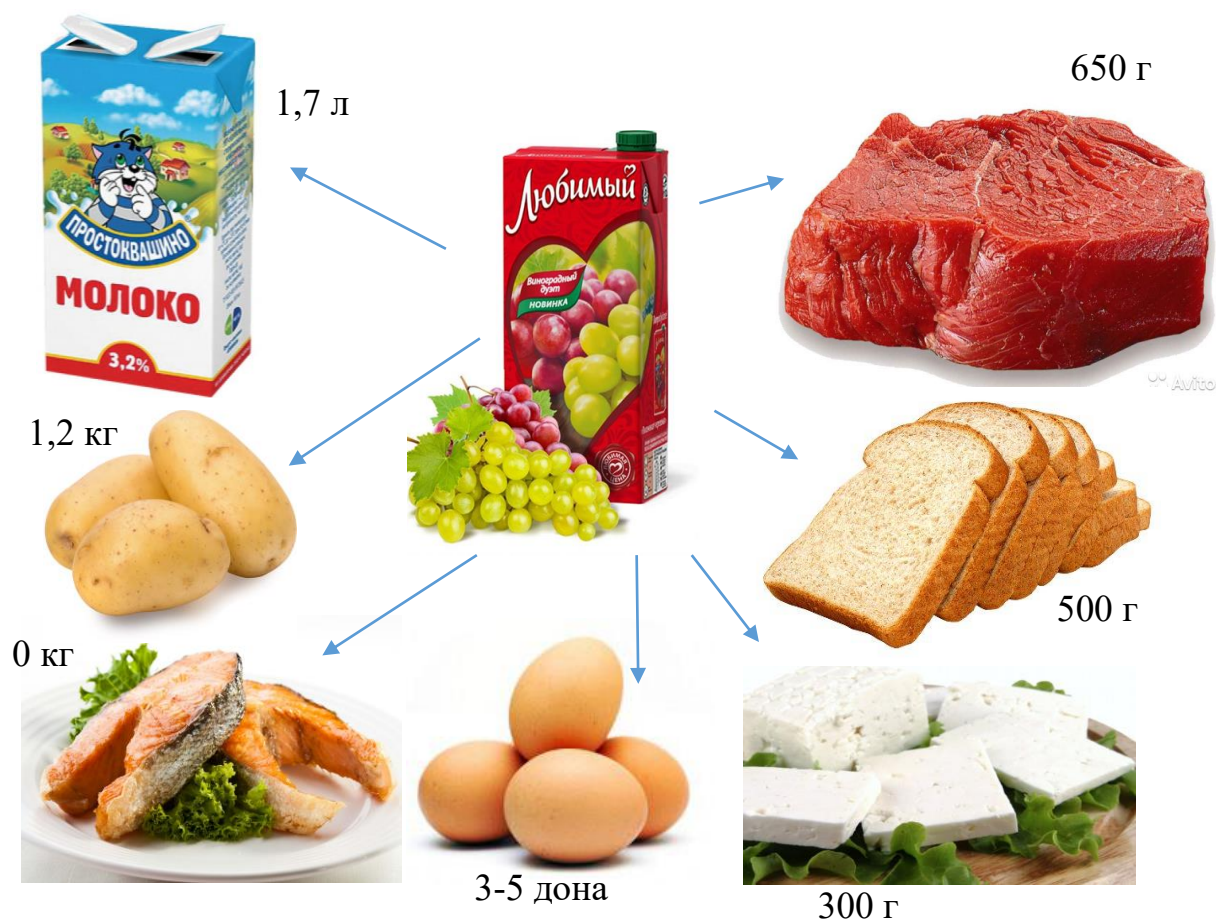 650 г
1,7 л
Любимый
Виноградный
дуэт
НОВИНКА
ПРОСТОКВАШИНО
МОЛОКО
3,2%
Avito
1,2 кг
500 г
0 кг
3-5 дона
300 г